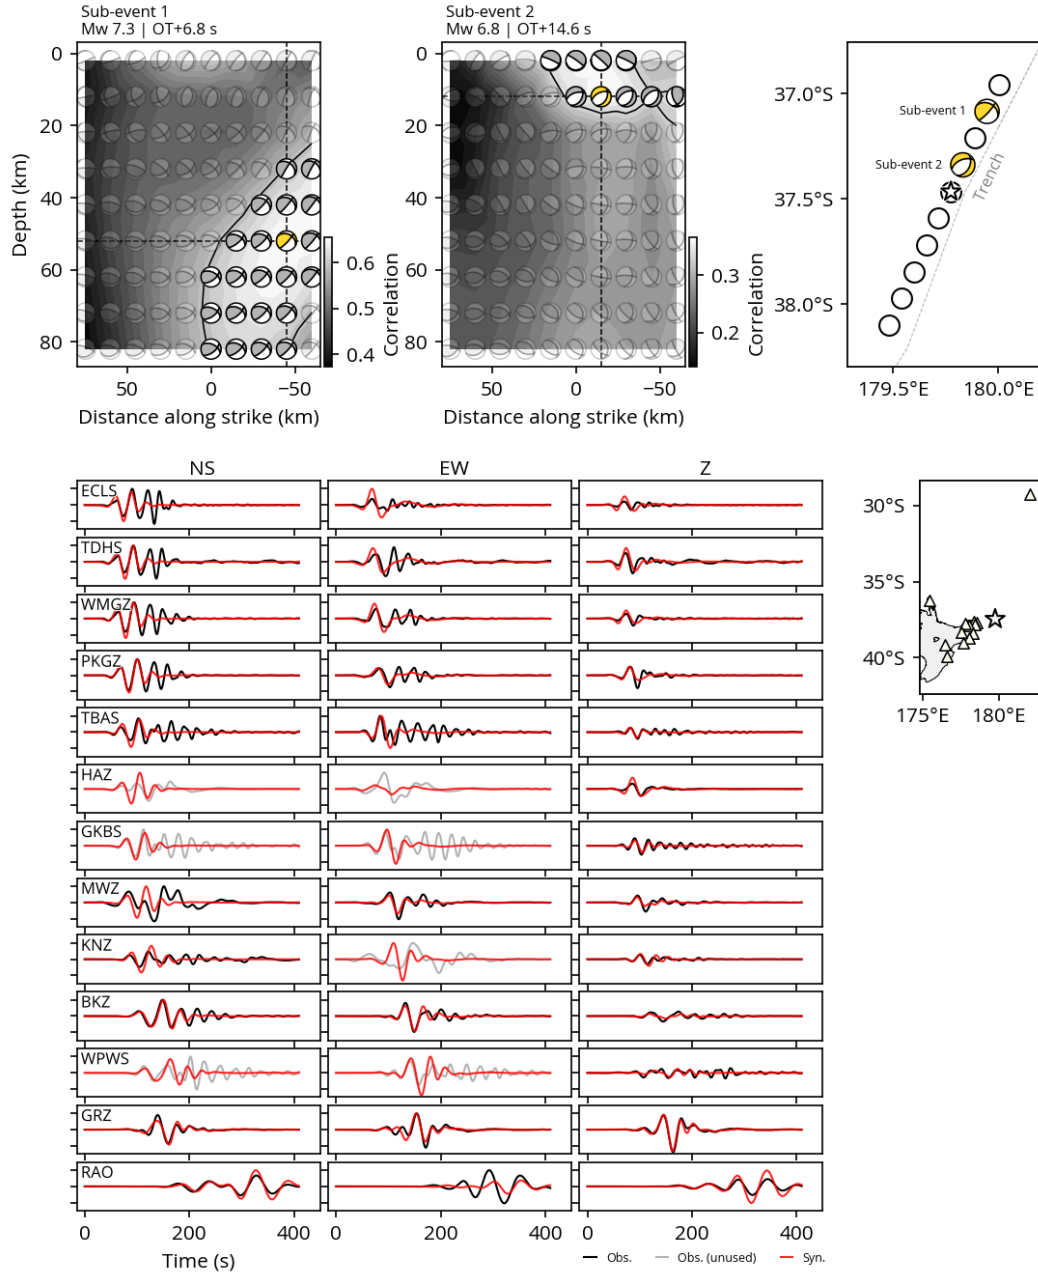 Sub-event 1
Mw 7.3 | OT+6.8 s
Sub-event 2
Mw 6.8 | OT+14.6 s
0
20
40
60
80
Depth (km)
50
0
−50
Distance along strike (km)
0.6
0.5
0.4
Correlation
50
0
−50
Distance along strike (km)
0.3
0.2
Correlation
37.0°S
37.5°S
38.0°S
Sub-event 1
Sub-event 2
Trench
179.5°E
180.0°E
NS
EW
Z
ECLS
TDHS
WMGZ
PKGZ
TBAS
HAZ
GKBS
MWZ
KNZ
BKZ
WPWS
GRZ
RAO
0
200
400
0
200
400
0
200
400
Time (s)
Obs.
Obs. (unused)
Syn.
30°S
35°S
40°S
175°E
180°E